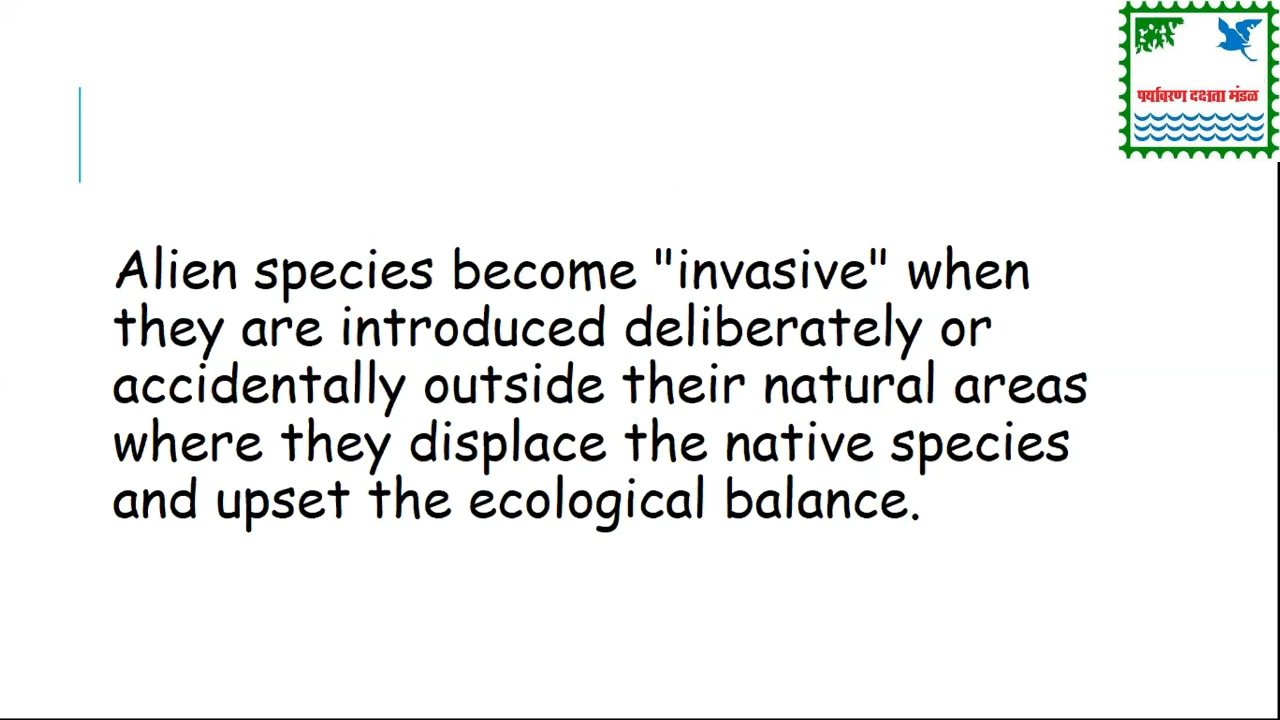 पर्यावरण दक्षता मंडळ
Alien species become "invasive" when
they are introduced deliberately or
accidentally outside their natural areas
where they displace the native species
and upset the ecological balance.